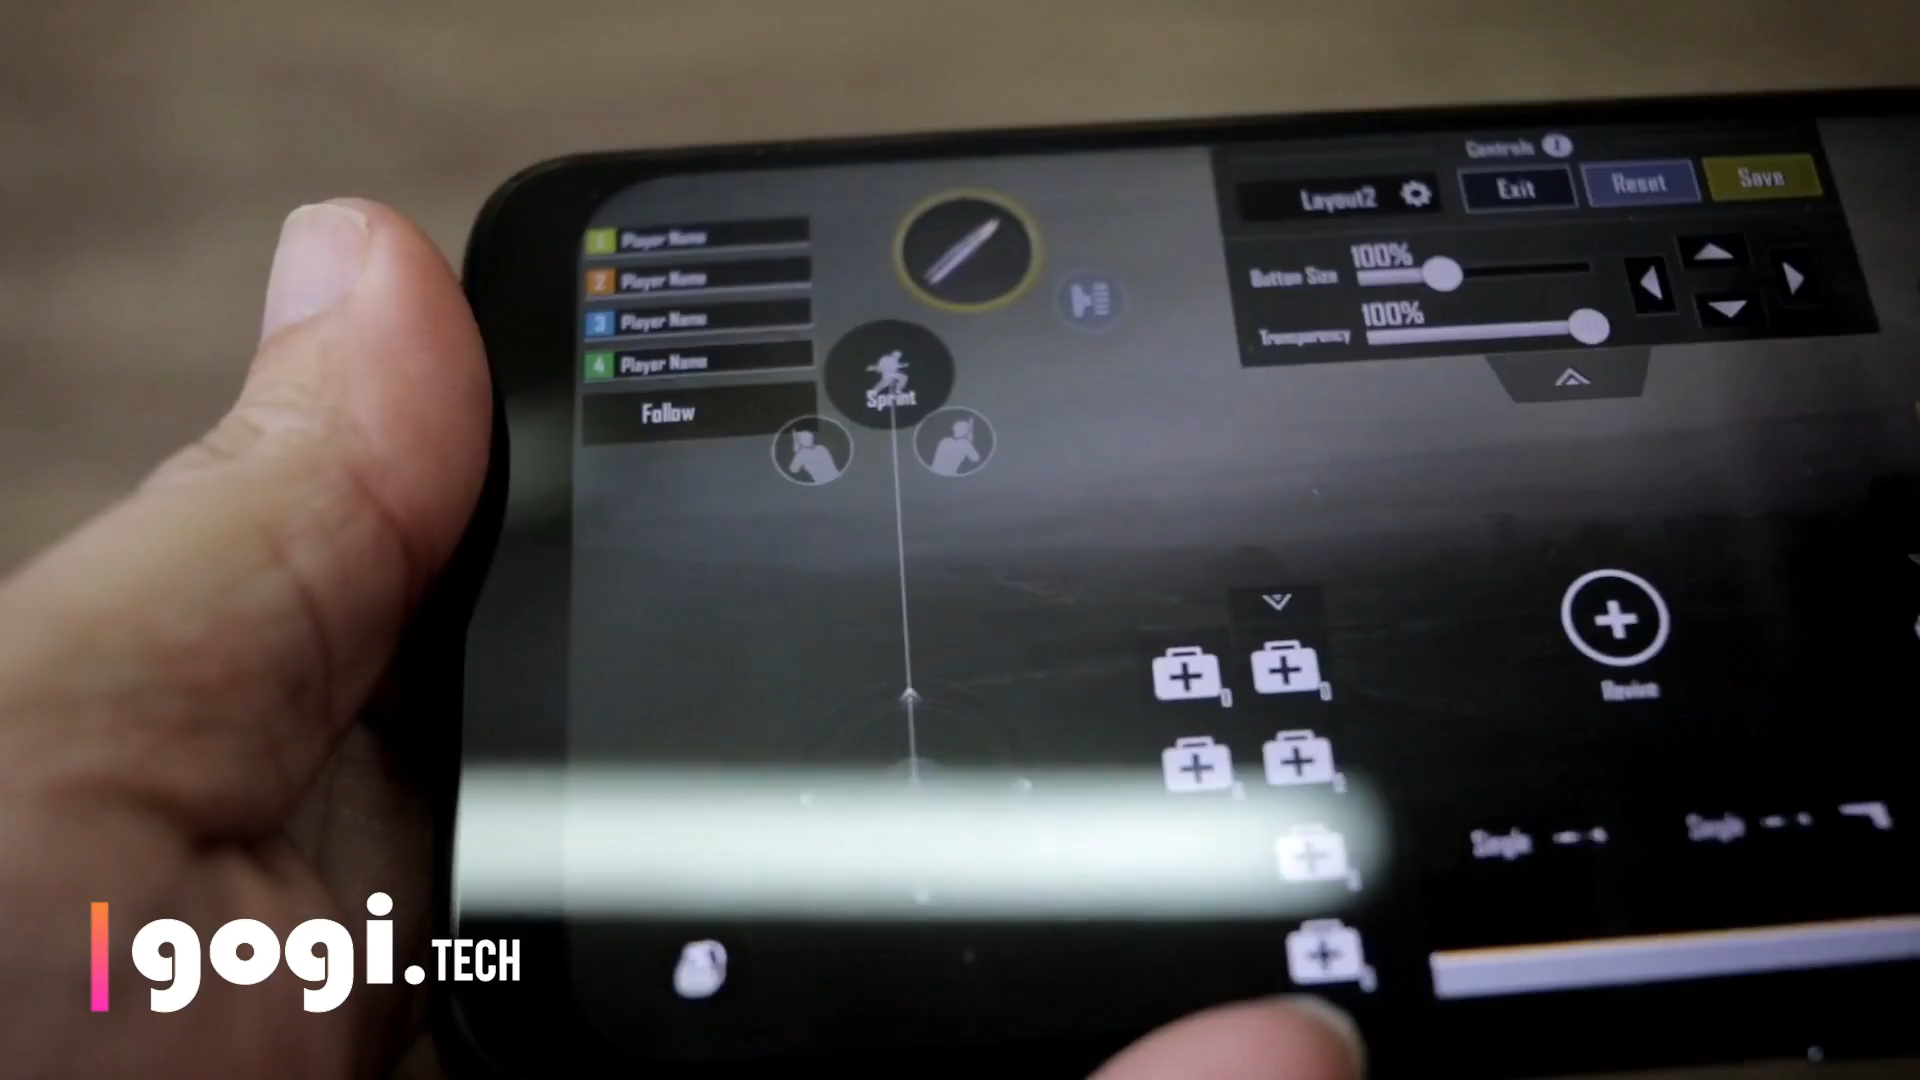 Controls
Layout2
Exit
Reset
Save
1 Player Name
2 Player Name
3 Player Name
4 Player Name
Follow
Sprint
100%
Button Size
100%
Transparency
Revive
Single
Single
gogi.TECH